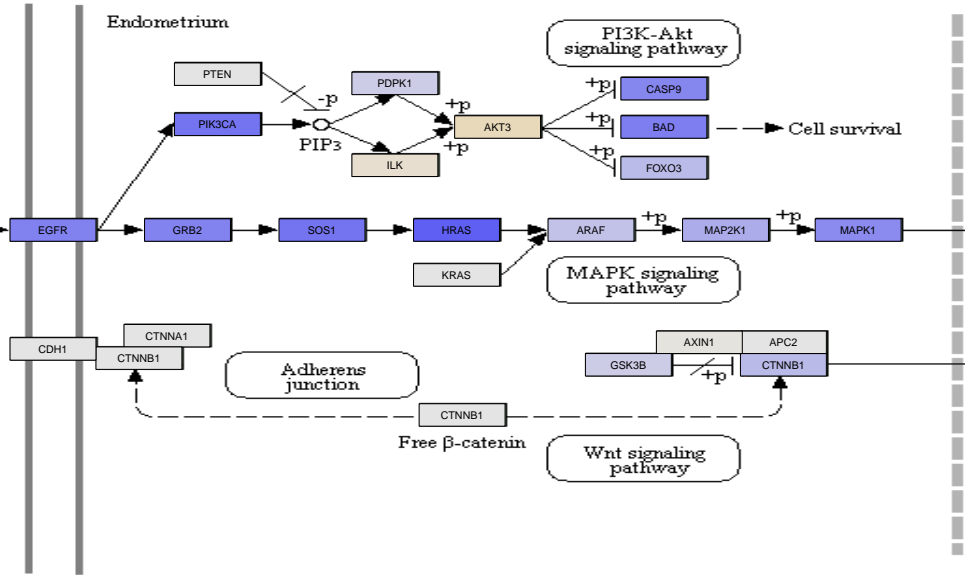 Endometrium
PI3K-Akt
signaling pathway
PTEN
-p
PDPK1
+p
CASP9
+p
PIK3CA
PIP3
AKT3
+p
BAD
Cell survival
+p
ILK
+p
FOXO3
EGFR
GRB2
SOS1
HRAS
ARAF
+p
MAP2K1
+p
MAPK1
KRAS
MAPK signaling
pathway
CTNNA1
CDH1
CTNNB1
AXIN1
APC2
GSK3B
+p
CTNNB1
Adherens
junction
CTNNB1
Free β-catenin
Wnt signaling
pathway